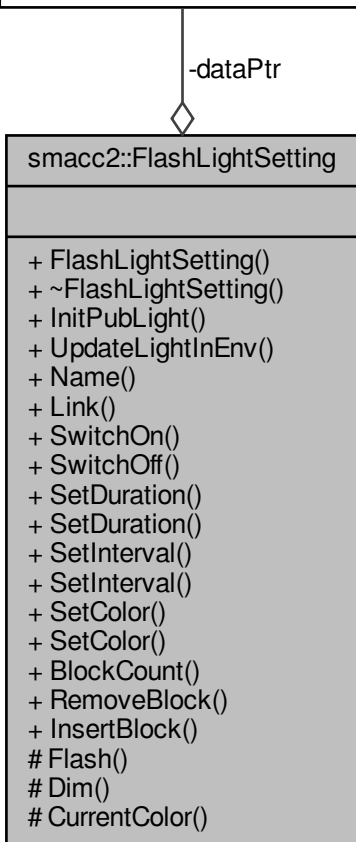 -dataPtr
smacc2::FlashLightSetting
+ FlashLightSetting()
+ ~FlashLightSetting()
+ InitPubLight()
+ UpdateLightInEnv()
+ Name()
+ Link()
+ SwitchOn()
+ SwitchOff()
+ SetDuration()
+ SetDuration()
+ SetInterval()
+ SetInterval()
+ SetColor()
+ SetColor()
+ BlockCount()
+ RemoveBlock()
+ InsertBlock()
# Flash()
# Dim()
# CurrentColor()